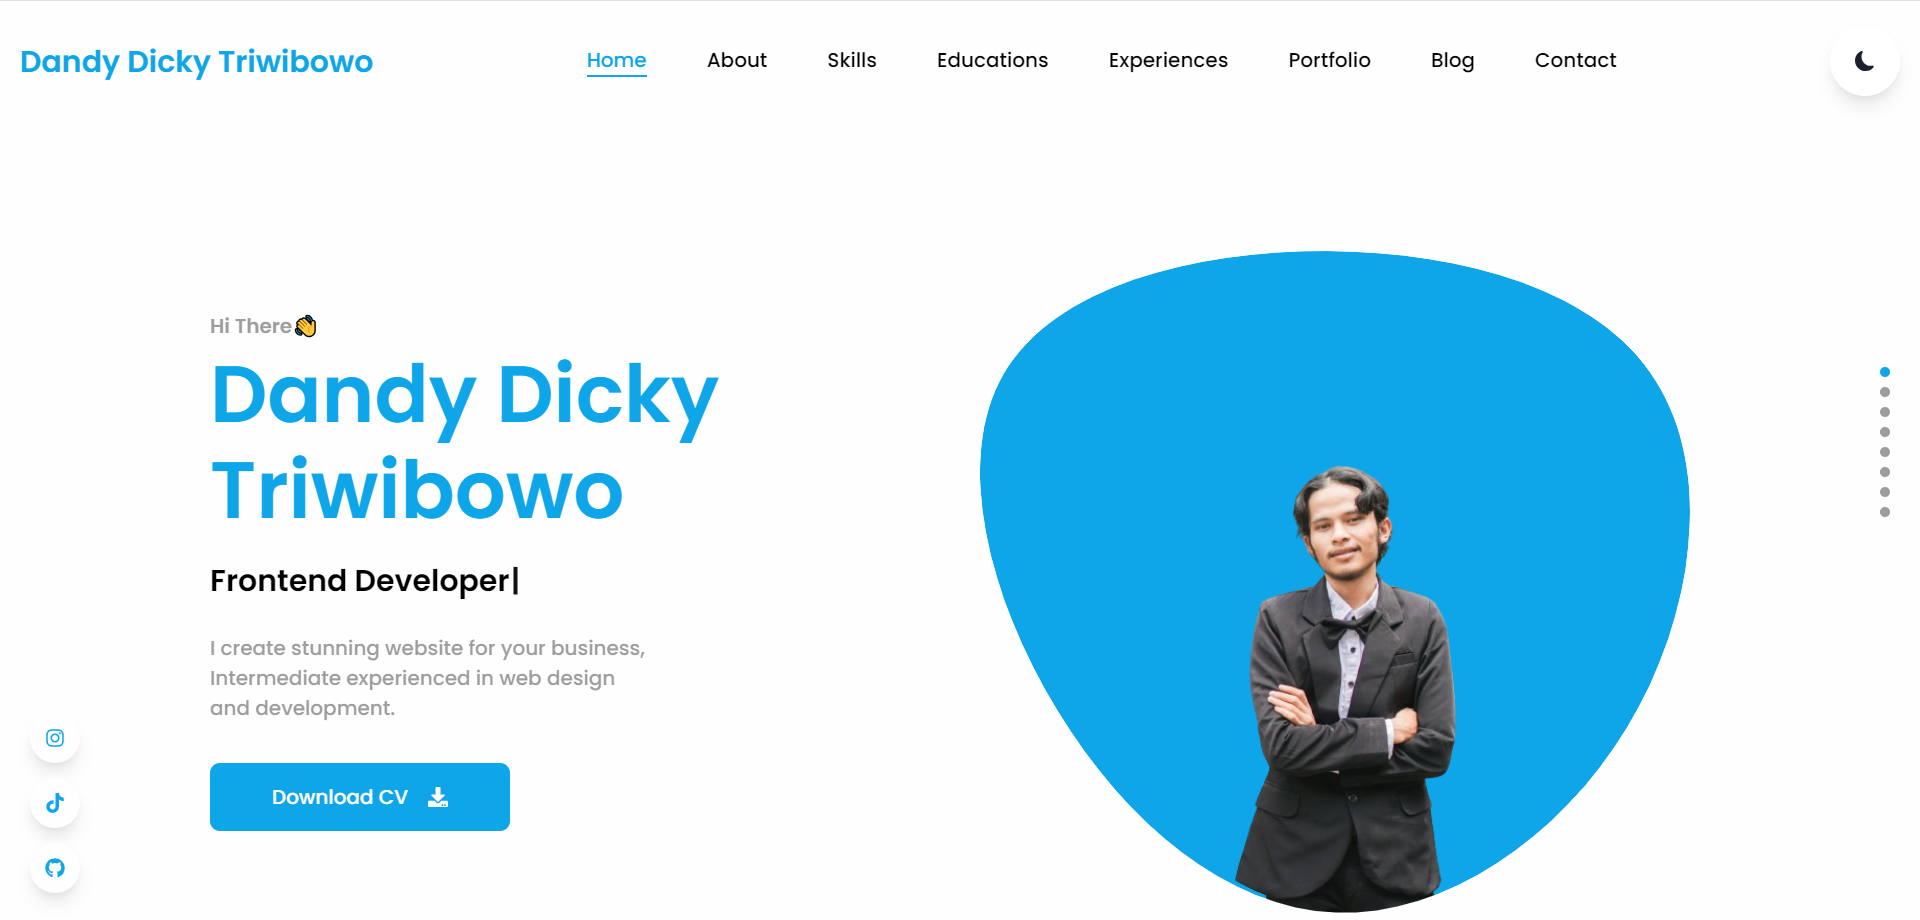 Dandy Dicky Triwibowo
Home About Skills Educations Experiences Portfolio Blog Contact
Hi There👋
Dandy Dicky
Triwibowo
Frontend Developer|
I create stunning website for your business,
Intermediate experienced in web design
and development.
Download CV